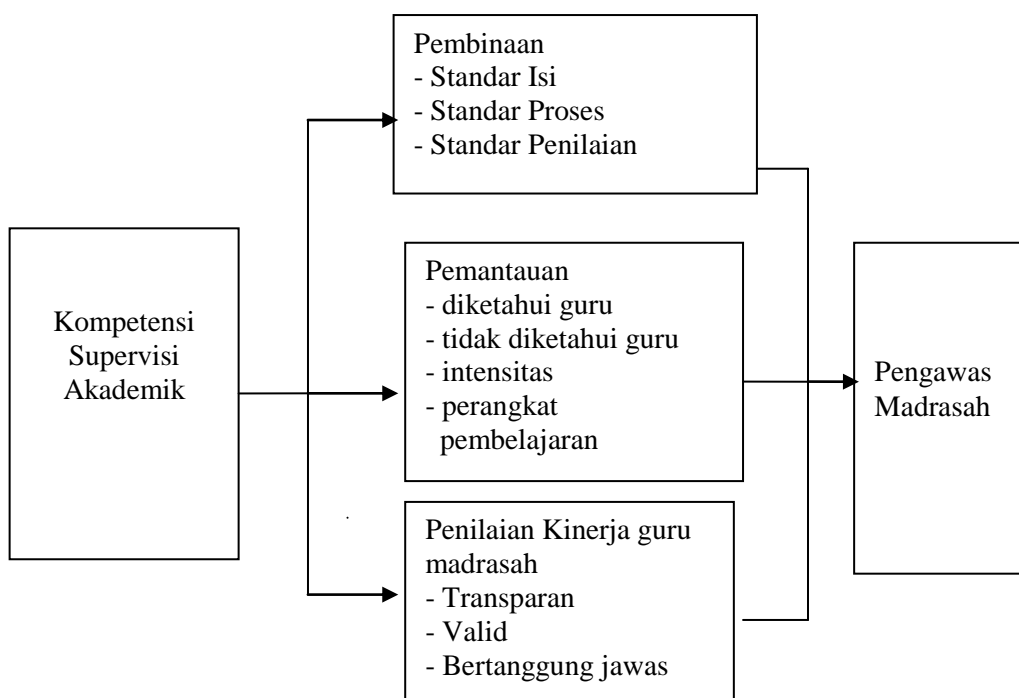 Pembinaan
- Standar Isi
- Standar Proses
- Standar Penilaian
Kompetensi
Supervisi
Akademik
Pemantauan
- diketahui guru
- tidak diketahui guru
- intensitas
- perangkat
pembelajaran
Pengawas
Madrasah
Penilaian Kinerja guru
madrasah
- Transparan
- Valid
- Bertanggung jawas